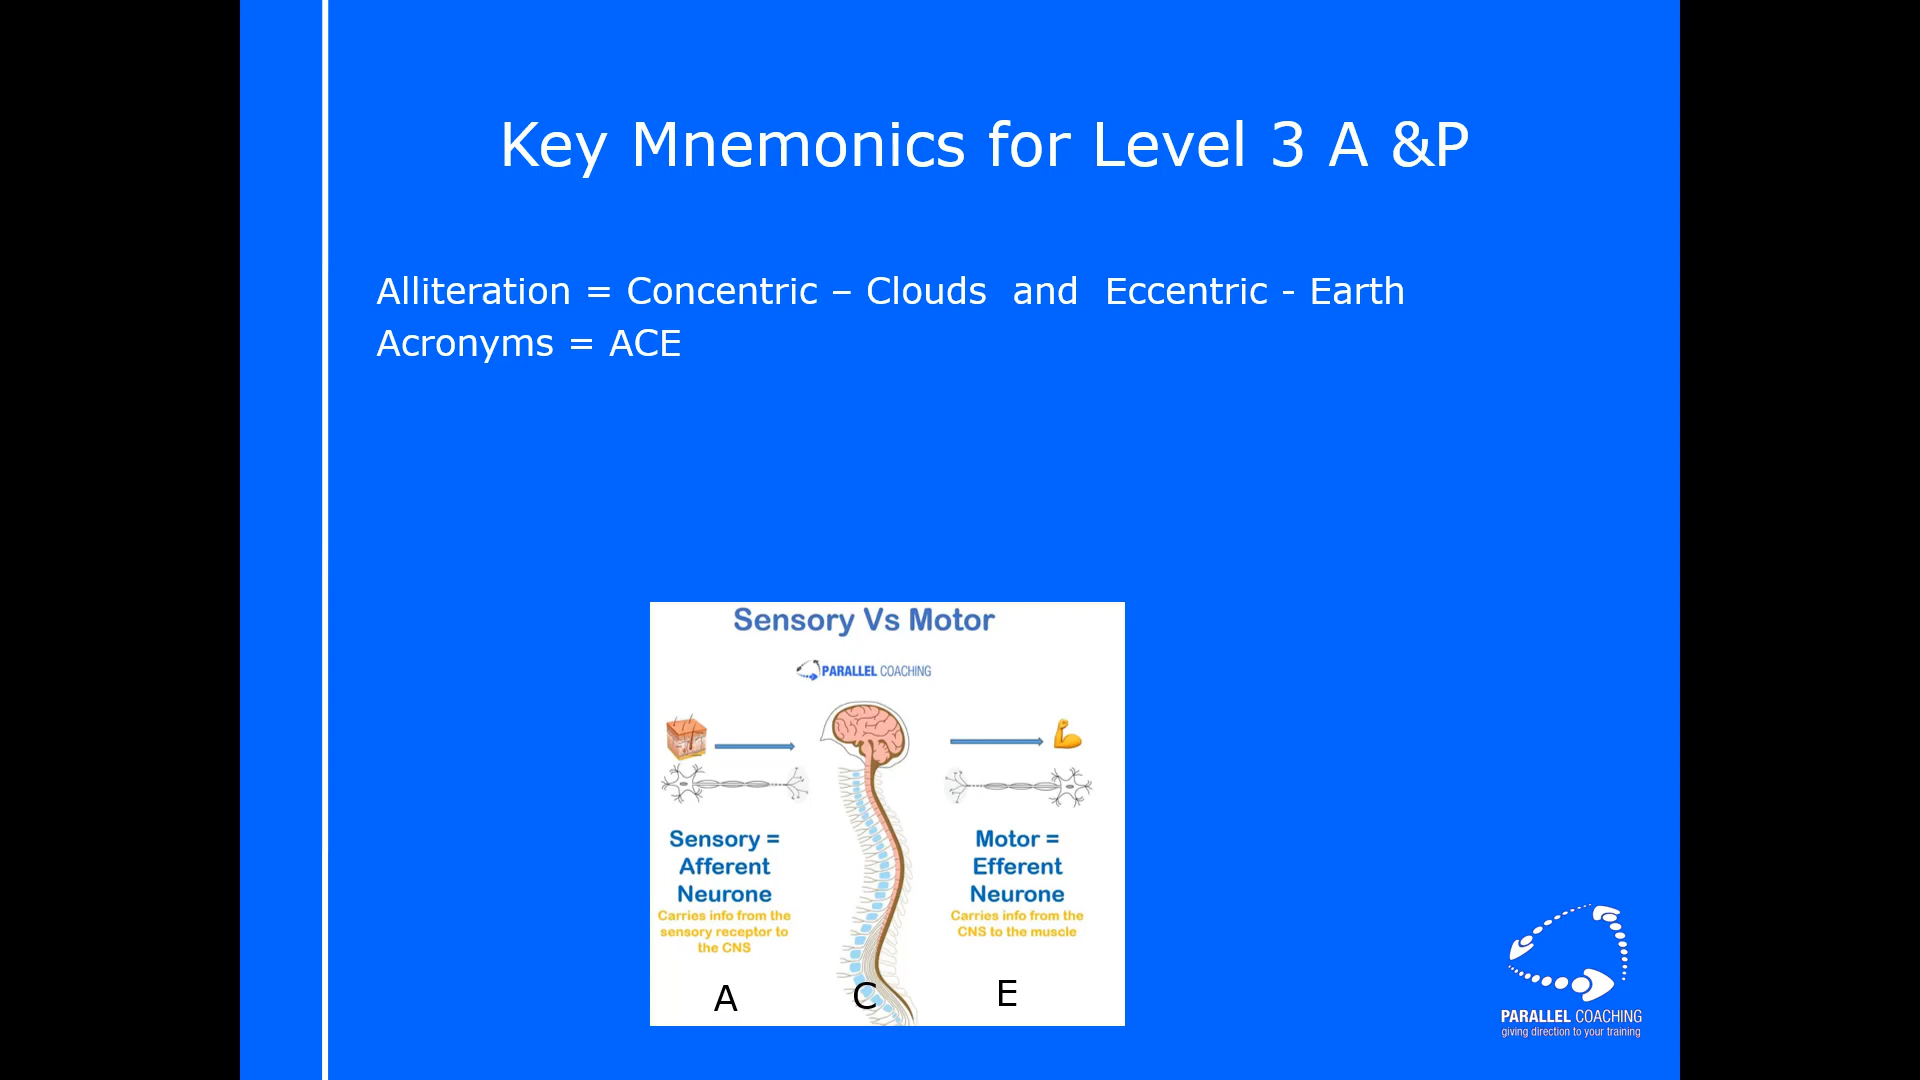 Key Mnemonics for Level 3 A &P
Alliteration = Concentric – Clouds and Eccentric - Earth
Acronyms = ACE
Sensory Vs Motor
PARALLEL COACHING
Sensory =
Afferent
Neurone
Carries info from the
sensory receptor to
the CNS
Motor =
Efferent
Neurone
Carries info from the
CNS to the muscle
A C E
PARALLEL COACHING
giving direction to your training